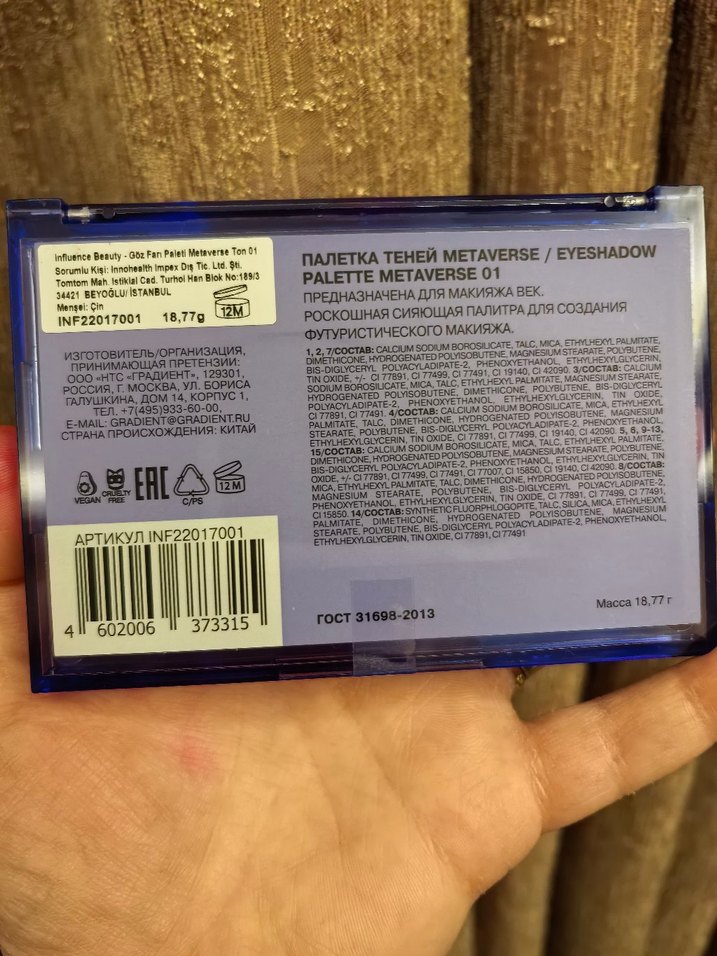 Influence Beauty - Göz Farı Paleti Metaverse Ton 01
Sorumlu Kişi: Innohealth Impex Dış Tic. Ltd. Şti.
Tomtom Mah. Istiklal Cad. Turhol Han Blok No:189/3
34421 BEYOĞLU/İSTANBUL
Menşei: Çin
INF22017001 18,77g
12M
ИЗГОТОВИТЕЛЬ/ОРГАНИЗАЦИЯ,
ПРИНИМАЮЩАЯ ПРЕТЕНЗИИ:
ООО «НТС «ГРАДИЕНТ», 129301,
РОССИЯ, Г. МОСКВА, УЛ. БОРИСА
ГАЛУШКИНА, ДОМ 14, КОРПУС 1,
ТЕЛ. +7(495)933-60-00,
E-MAIL: GRADIENT@GRADIENT.RU
СТРАНА ПРОИСХОЖДЕНИЯ: КИТАЙ
VEGAN
CRUELTY
FREE
EAC
C/PS
12 M
АРТИКУЛ INF22017001
4 602006 373315
ПАЛЕТКА ТЕНЕЙ METAVERSE / EYESHADOW
PALETTE METAVERSE 01
ПРЕДНАЗНАЧЕНА ДЛЯ МАКИЯЖА ВЕК.
РОСКОШНАЯ СИЯЮЩАЯ ПАЛИТРА ДЛЯ СОЗДАНИЯ
ФУТУРИСТИЧЕСКОГО МАКИЯЖА.
1, 2, 7/СОСТАВ: CALCIUM SODIUM BOROSILICATE, TALC, MICA, ETHYLHEXYL PALMITATE,
DIMETHICONE, HYDROGENATED POLYISOBUTENE, MAGNESIUM STEARATE, POLYBUTENE,
BIS-DIGLYCERYL POLYACYLADIPATE-2, PHENOXYETHANOL, ETHYLHEXYLGLYCERIN,
TIN OXIDE, +/- CI 77891, CI 77499, CI 77491, CI 19140, CI 42090. 3/СОСТАВ: CALCIUM
SODIUM BOROSILICATE, MICA, TALC, ETHYLHEXYL PALMITATE, MAGNESIUM STEARATE,
HYDROGENATED POLYISOBUTENE, DIMETHICONE, POLYBUTENE, BIS-DIGLYCERYL
POLYACYLADIPATE-2, PHENOXYETHANOL, ETHYLHEXYLGLYCERIN, TIN OXIDE,
CI 77891, CI 77491. 4/СОСТАВ: CALCIUM SODIUM BOROSILICATE, MICA, ETHYLHEXYL
PALMITATE, TALC, DIMETHICONE, HYDROGENATED POLYISOBUTENE, MAGNESIUM
STEARATE, POLYBUTENE, BIS-DIGLYCERYL POLYACYLADIPATE-2, PHENOXYETHANOL,
ETHYLHEXYLGLYCERIN, TIN OXIDE, CI 77891, CI 77499, CI 19140, CI 42090. 5, 6, 9-13,
15/СОСТАВ: CALCIUM SODIUM BOROSILICATE, MICA, TALC, ETHYLHEXYL PALMITATE,
DIMETHICONE, HYDROGENATED POLYISOBUTENE, MAGNESIUM STEARATE, POLYBUTENE,
BIS-DIGLYCERYL POLYACYLADIPATE-2, PHENOXYETHANOL, ETHYLHEXYLGLYCERIN, TIN
OXIDE, +/- CI 77891, CI 77499, CI 77491, CI 77007, CI 15850, CI 19140, CI 42090. 8/СОСТАВ:
MICA, ETHYLHEXYL PALMITATE, TALC, DIMETHICONE, HYDROGENATED POLYISOBUTENE,
MAGNESIUM STEARATE, POLYBUTENE, BIS-DIGLYCERYL POLYACYLADIPATE-2,
PHENOXYETHANOL, ETHYLHEXYLGLYCERIN, TIN OXIDE, CI 77891, CI 77499, CI 77491,
CI 15850. 14/СОСТАВ: SYNTHETIC FLUORPHLOGOPITE, TALC, SILICA, MICA, ETHYLHEXYL
PALMITATE, DIMETHICONE, HYDROGENATED POLYISOBUTENE, MAGNESIUM
STEARATE, POLYBUTENE, BIS-DIGLYCERYL POLYACYLADIPATE-2, PHENOXYETHANOL,
ETHYLHEXYLGLYCERIN, TIN OXIDE, CI 77891, CI 77491
ГОСТ 31698-2013
Масса 18,77 г